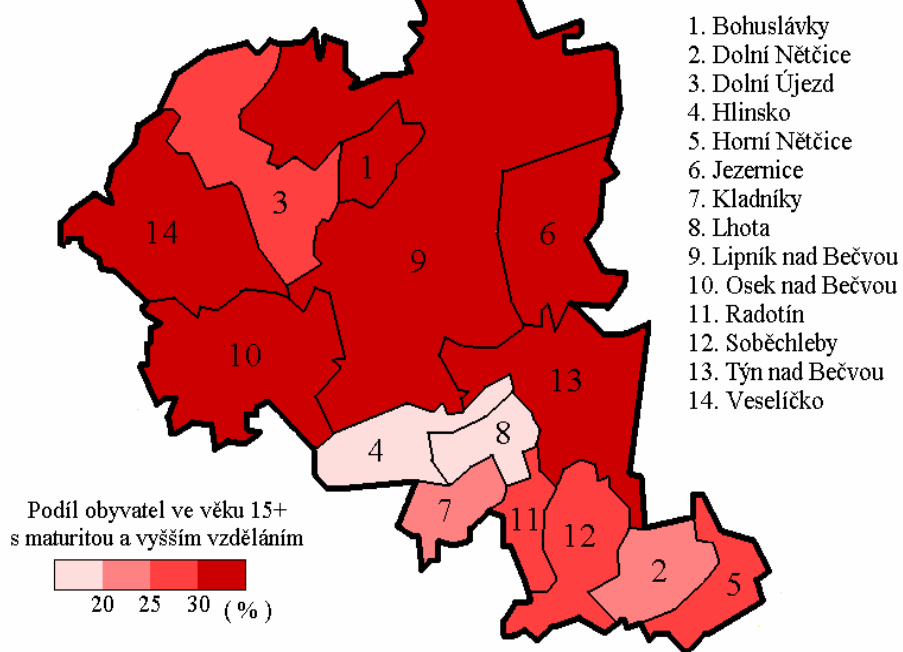 1. Bohuslávky
2. Dolní Nětčice
3. Dolní Újezd
4. Hlinsko
5. Horní Nětčice
6. Jezernice
7. Kladníky
8. Lhota
9. Lipník nad Bečvou
10. Osek nad Bečvou
11. Radotín
12. Soběchleby
13. Týn nad Bečvou
14. Veselíčko
1
3
14
6
9
10
13
8
4
7
11
12
2
5
Podíl obyvatel ve věku 15+
s maturitou a vyšším vzděláním
20 25 30 (%)